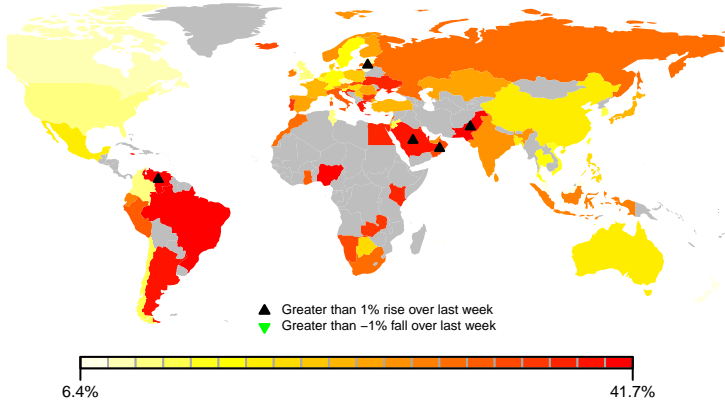 Greater than 1% rise over last week
Greater than −1% fall over last week
6.4%
41.7%